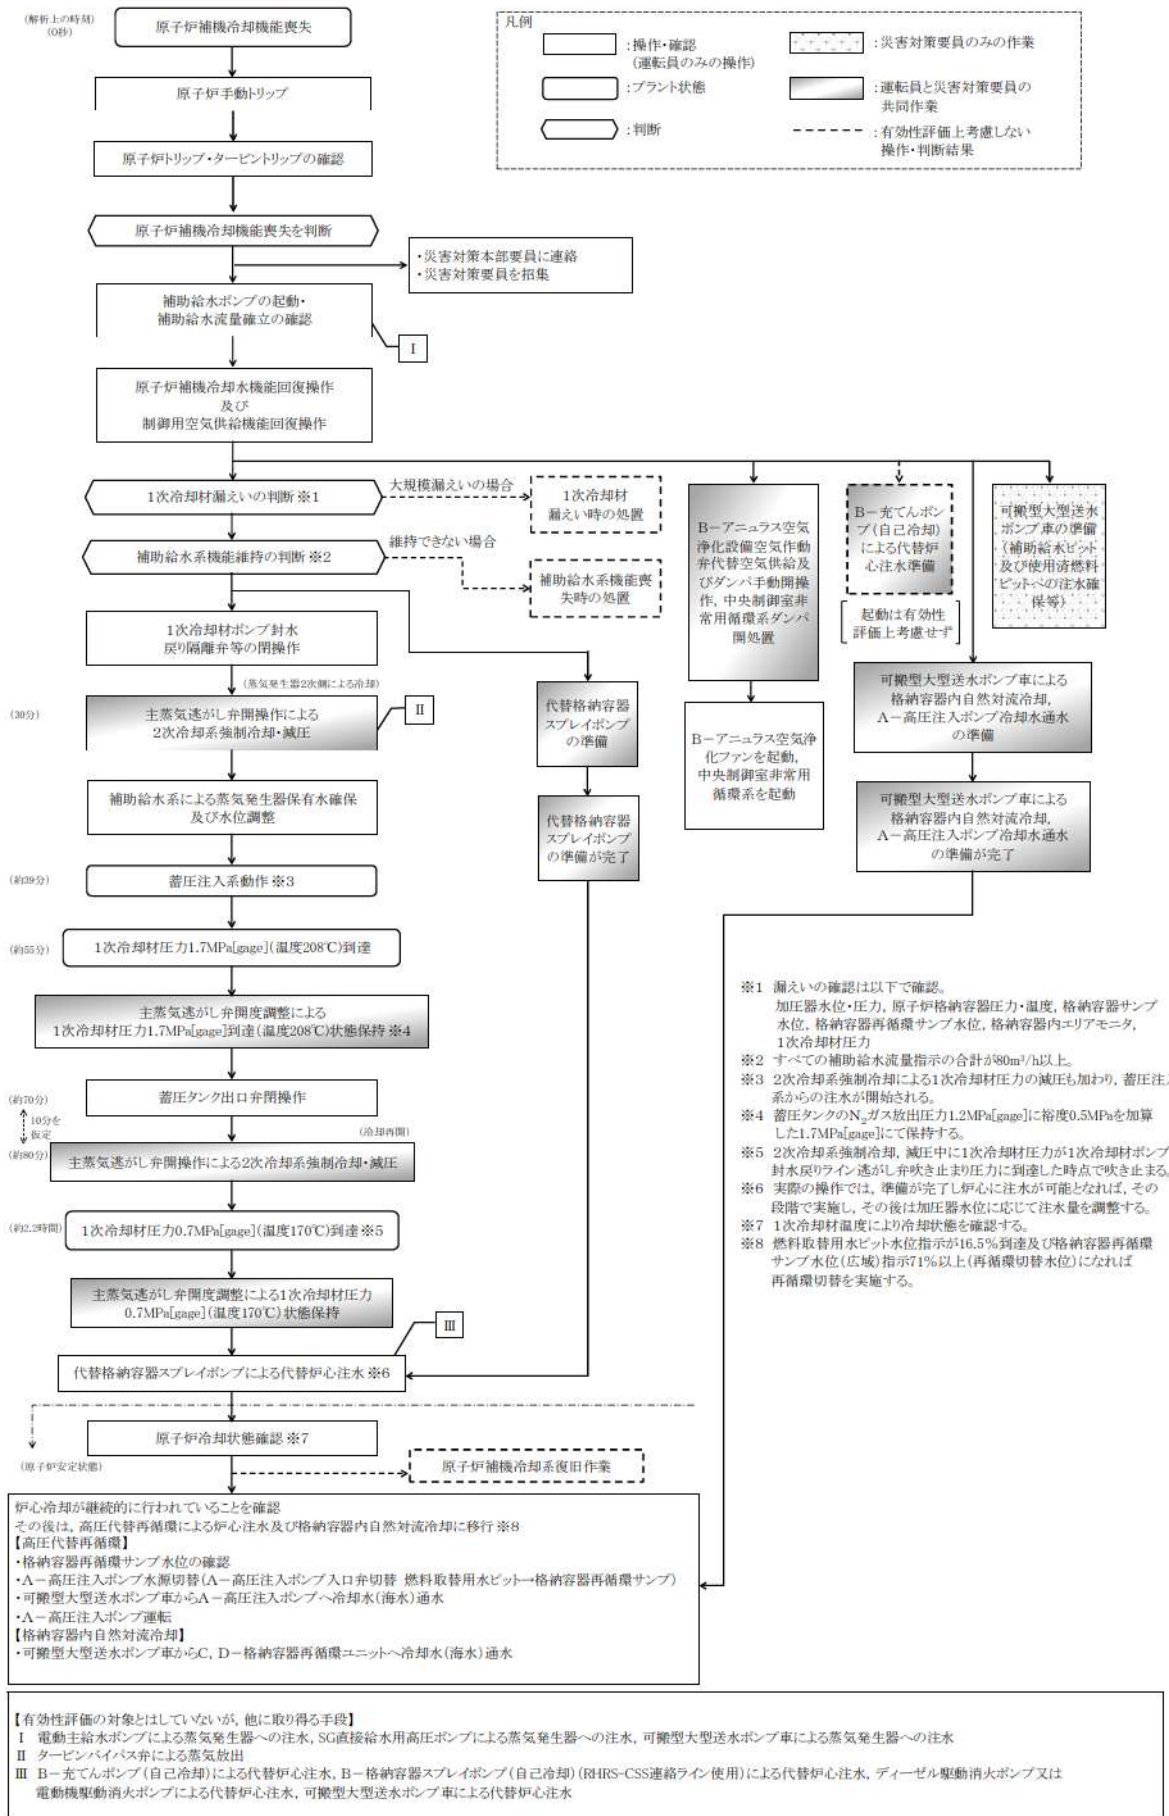 (解析上の時刻)
(0秒)
原子炉補機冷却機能喪失
凡例
:操作・確認
(運転員のみの操作)
:災害対策要員のみの作業
:プラント状態
:運転員と災害対策要員の
共同作業
:判断
:有効性評価上考慮しない
操作・判断結果
原子炉手動トリップ
原子炉トリップ・タービントリップの確認
原子炉補機冷却機能喪失を判断
・災害対策本部要員に連絡
・災害対策要員を招集
補助給水ポンプの起動・
補助給水流量確立の確認
Ⅰ
原子炉補機冷却水機能回復操作
及び
制御用空気供給機能回復操作
1次冷却材漏えいの判断※1
大規模漏えいの場合
1次冷却材
漏えい時の処置
補助給水系機能維持の判断※2
維持できない場合
補助給水系機能喪
失時の処置
B-アニュラス空気
浄化設備空気作動
弁代替空気供給及
びダンパ手動開操
作,中央制御室非
常用循環系ダンパ
開処置
B-充てんポン
プ(自己冷却)
による代替炉
心注水準備
起動は有効性
評価上考慮せず
可搬型大型送水
ポンプ車の準備
(補助給水ピット
及び使用済燃料
ピットへの注水確
保等)
1次冷却材ポンプ封水
戻り隔離弁等の閉操作
(蒸気発生器2次側による冷却)
(30分)
主蒸気逃がし弁開操作による
2次冷却系強制冷却・減圧
Ⅱ
代替格納容器
スプレイポンプ
の準備
B-アニュラス空気浄
化ファンを起動,
中央制御室非常用
循環系を起動
可搬型大型送水ポンプ車による
格納容器内自然対流冷却,
A-高圧注入ポンプ冷却水通水
の準備
補助給水系による蒸気発生器保有水確保
及び水位調整
代替格納容器
スプレイポンプ
の準備が完了
可搬型大型送水ポンプ車による
格納容器内自然対流冷却,
A-高圧注入ポンプ冷却水通水
の準備が完了
(約39分)
蓄圧注入系動作※3
(約55分)
1次冷却材圧力1.7MPa[gage](温度208℃)到達
主蒸気逃がし弁開度調整による
1次冷却材圧力1.7MPa[gage]到達(温度208℃)状態保持※4
(約70分)
蓄圧タンク出口弁閉操作
10分を
仮定
(冷却再開)
(約80分)
主蒸気逃がし弁開操作による2次冷却系強制冷却・減圧
(約2.2時間)
1次冷却材圧力0.7MPa[gage](温度170℃)到達※5
主蒸気逃がし弁開度調整による1次冷却材圧力
0.7MPa[gage](温度170℃)状態保持
Ⅲ
代替格納容器スプレイポンプによる代替炉心注水※6
※1 漏えいの確認は以下で確認。
加圧器水位・圧力,原子炉格納容器圧力・温度,格納容器サンプ
水位,格納容器再循環サンプ水位,格納容器内エリアモニタ,
1次冷却材圧力
※2 すべての補助給水流量指示の合計が80m³/h以上。
※3 2次冷却系強制冷却による1次冷却材圧力の減圧も加わり,蓄圧注入
系からの注水が開始される。
※4 蓄圧タンクのN₂ガス放出圧力1.2MPa[gage]に裕度0.5MPaを加算
した1.7MPa[gage]にて保持する。
※5 2次冷却系強制冷却,減圧中に1次冷却材圧力が1次冷却材ポンプ
封水戻りライン逃がし弁吹き止まり圧力に到達した時点で吹き止まる。
※6 実際の操作では,準備が完了し炉心に注水が可能となれば,その
段階で実施し,その後は加圧器水位に応じて注水量を調整する。
※7 1次冷却材温度により冷却状態を確認する。
※8 燃料取替用水ピット水位指示が16.5%到達及び格納容器再循環
サンプ水位(広域)指示71%以上(再循環切替水位)になれば
再循環切替を実施する。
原子炉冷却状態確認※7
(原子炉安定状態)
原子炉補機冷却系復旧作業
炉心冷却が継続的に行われていることを確認
その後は,高圧代替再循環による炉心注水及び格納容器内自然対流冷却に移行※8
【高圧代替再循環】
・格納容器再循環サンプ水位の確認
・A-高圧注入ポンプ水源切替(A-高圧注入ポンプ入口弁切替 燃料取替用水ピット→格納容器再循環サンプ)
・可搬型大型送水ポンプ車からA-高圧注入ポンプへ冷却水(海水)通水
・A-高圧注入ポンプ運転
【格納容器内自然対流冷却】
・可搬型大型送水ポンプ車からC,D-格納容器再循環ユニットへ冷却水(海水)通水
【有効性評価の対象とはしていないが,他に取り得る手段】
Ⅰ 電動主給水ポンプによる蒸気発生器への注水,SG直接給水用高圧ポンプによる蒸気発生器への注水,可搬型大型送水ポンプ車による蒸気発生器への注水
Ⅱ タービンバイパス弁による蒸気放出
Ⅲ B-充てんポンプ(自己冷却)による代替炉心注水,B-格納容器スプレイポンプ(自己冷却)(RHRS-CSS連絡ライン使用)による代替炉心注水,ディーゼル駆動消火ポンプ又は
電動機駆動消火ポンプによる代替炉心注水,可搬型大型送水ポンプ車による代替炉心注水